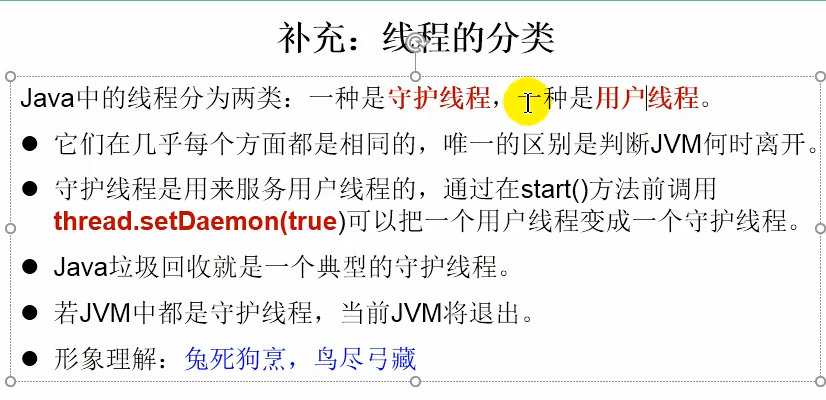 补充：线程的分类
Java中的线程分为两类：一种是守护线程，一种是用户线程。
● 它们在几乎每个方面都是相同的，唯一的区别是判断JVM何时离开。
● 守护线程是用来服务用户线程的，通过在start()方法前调用
thread.setDaemon(true)可以把一个用户线程变成一个守护线程。
● Java垃圾回收就是一个典型的守护线程。
● 若JVM中都是守护线程，当前JVM将退出。
● 形象理解：兔死狗烹，鸟尽弓藏